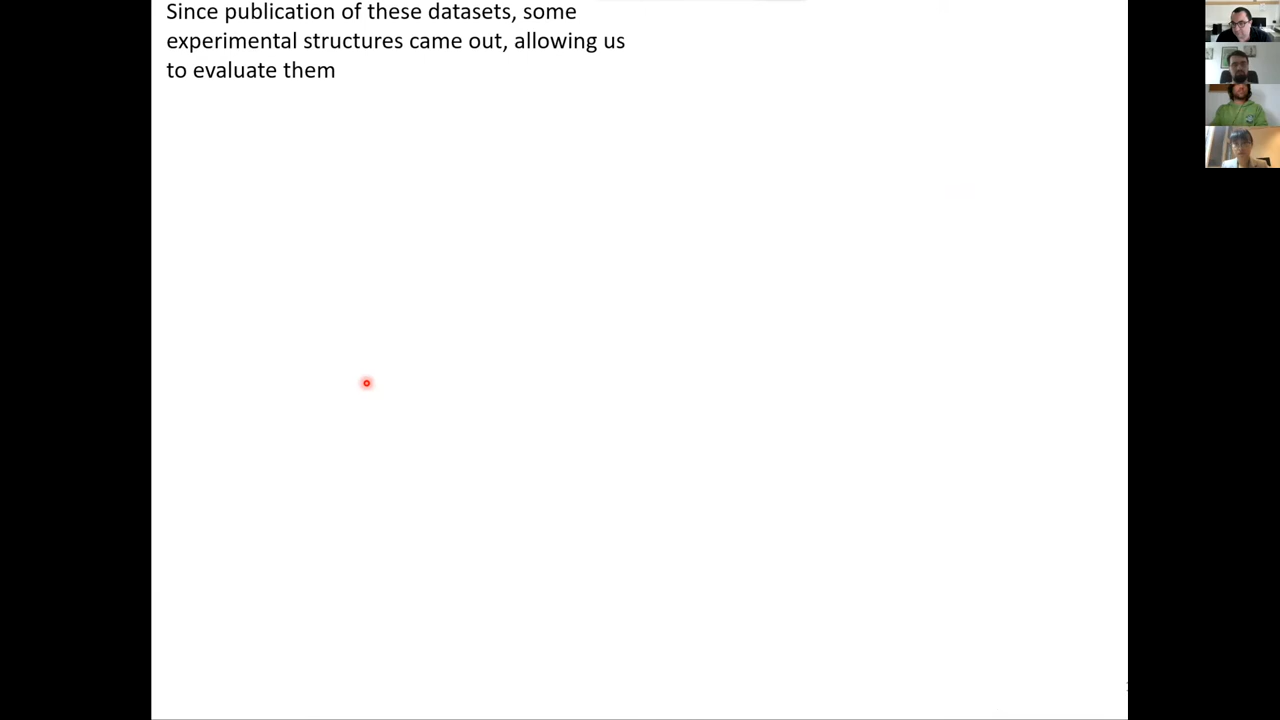 Since publication of these datasets, some
experimental structures came out, allowing us
to evaluate them